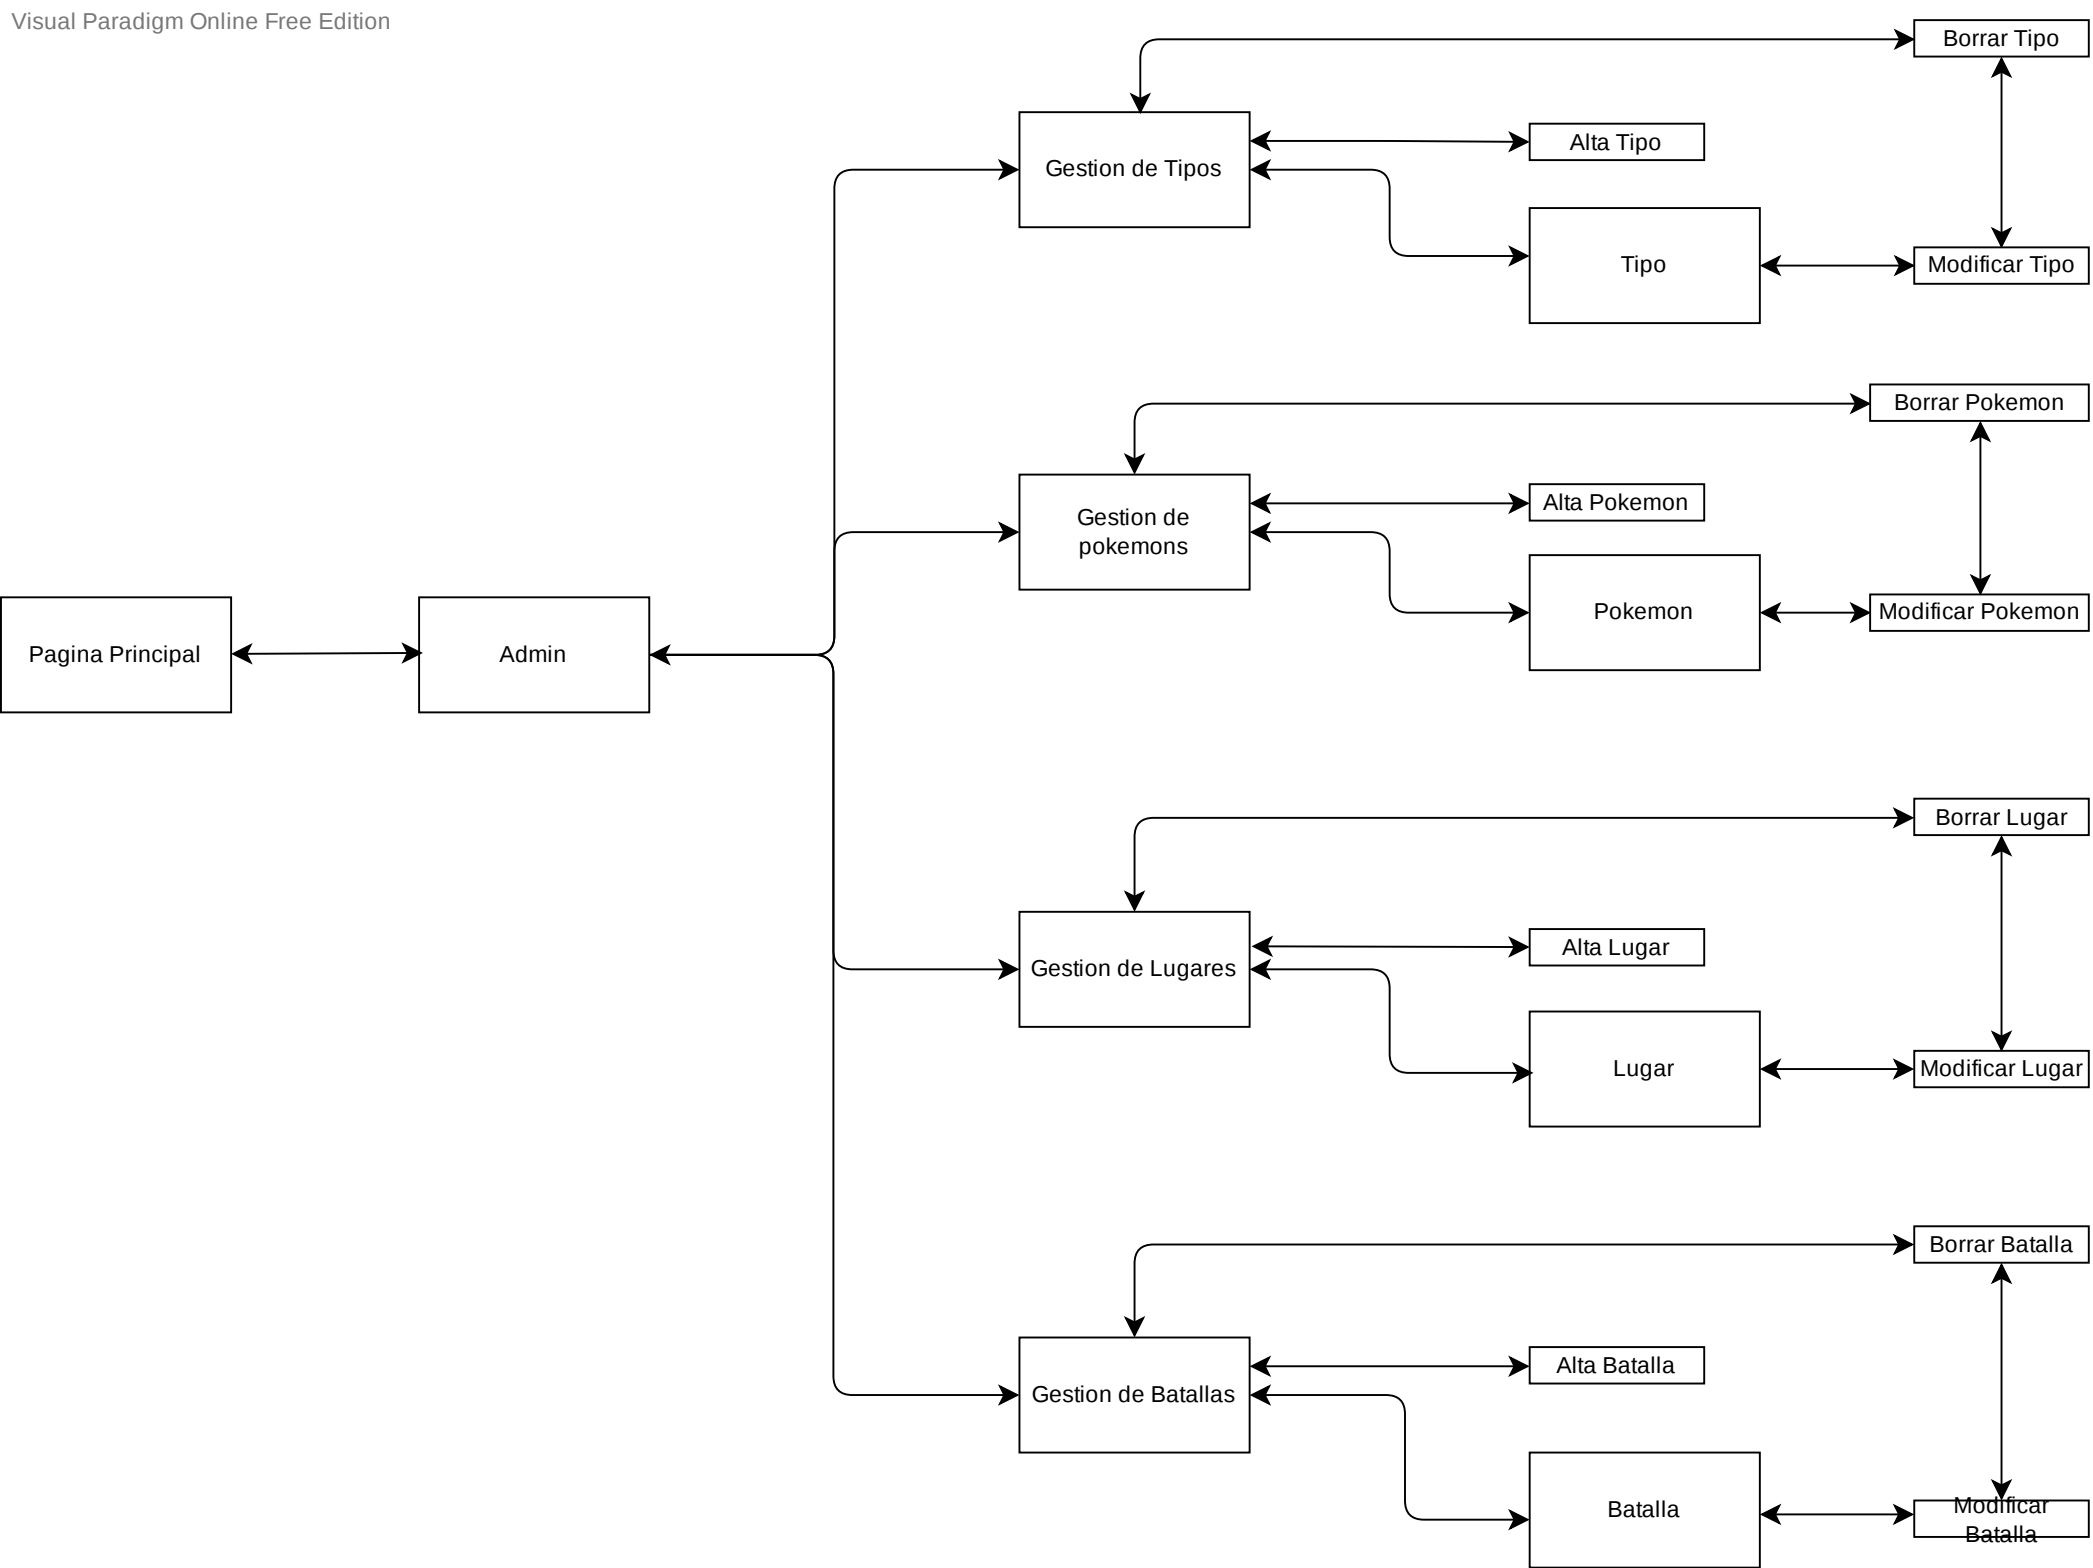 Visual Paradigm Online Free Edition
Borrar Tipo
Alta Tipo
Gestion de Tipos
Tipo
Modificar Tipo
Borrar Pokemon
Alta Pokemon
Gestion de
pokemons
Pokemon
Modificar Pokemon
Pagina Principal
Admin
Borrar Lugar
Alta Lugar
Gestion de Lugares
Lugar
Modificar Lugar
Borrar Batalla
Alta Batalla
Gestion de Batallas
Batalla
Modificar
Batalla